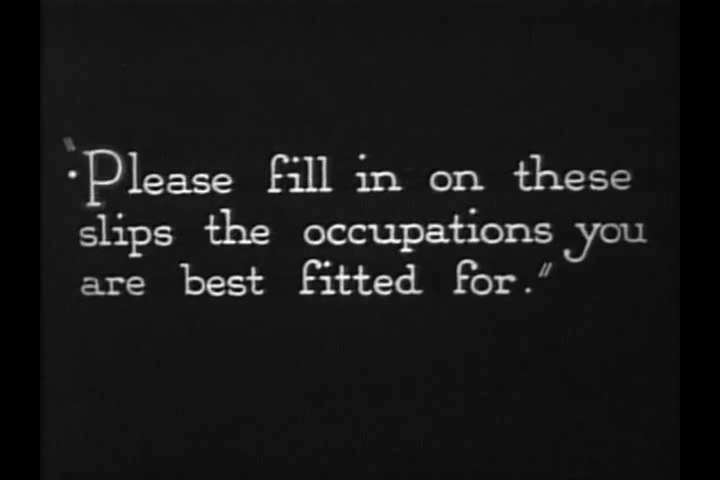 "Please fill in on these
slips the occupations you
are best fitted for."